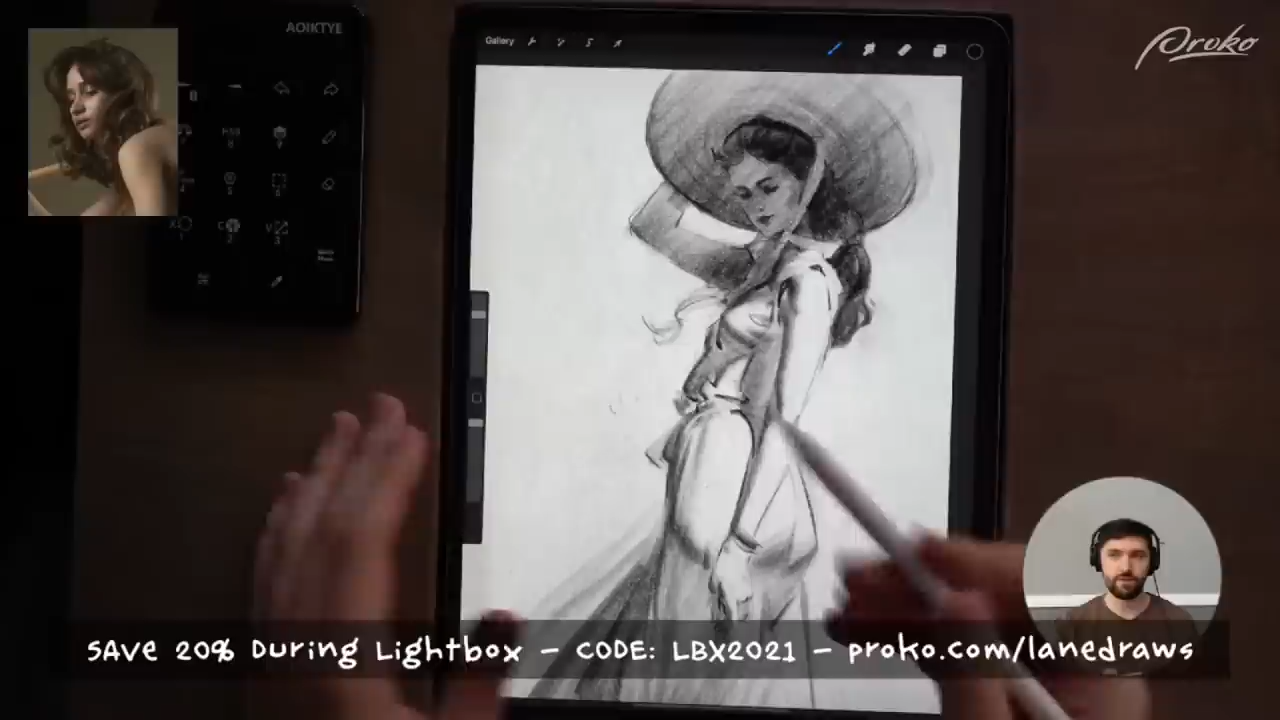 AOIKTYE
Gallery
Proko
SAVE 20% DURING LIGHTBOX – CODE: LBX2021 – proko.com/lanedraws